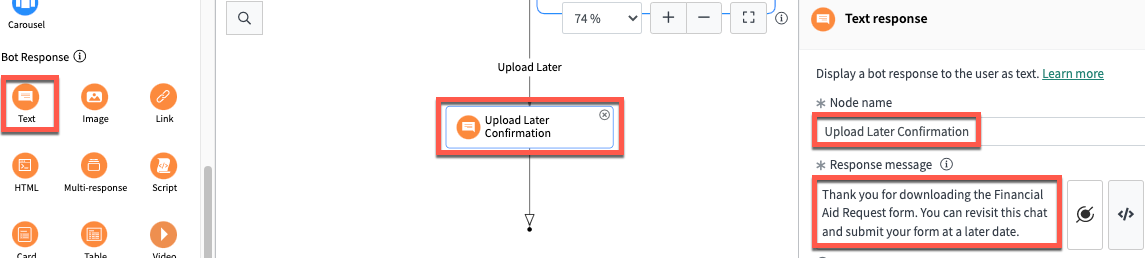 Carousel
Bot Response
Text
Image
Link
HTML
Multi-response
Script
Card
Table
Video
74 %
Upload Later
Upload Later
Confirmation
Text response
Display a bot response to the user as text. Learn more
Node name
Upload Later Confirmation
Response message
Thank you for downloading the Financial
Aid Request form. You can revisit this chat
and submit your form at a later date.